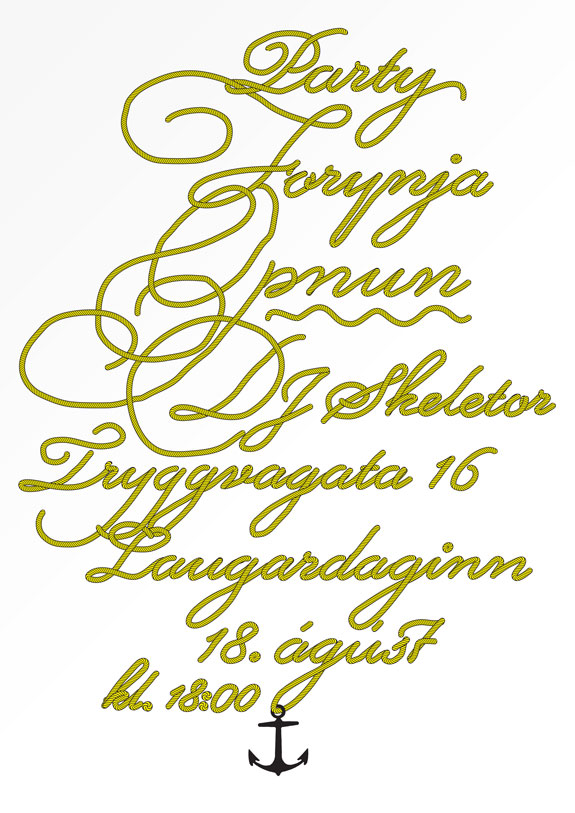 Party
Forynja
Opnun
DJ Skeletor
Tryggvagata 16
Laugardaginn
18. ágúst
kl. 18:00